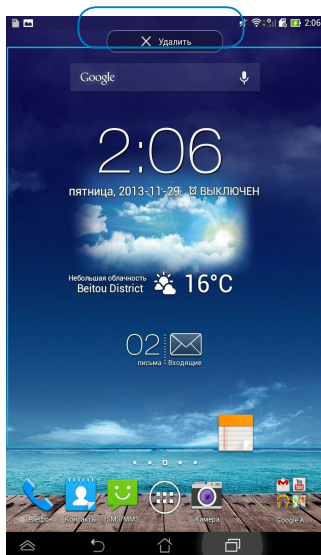 2:06
Удалить
Google
2:06
пятница, 2013-11-29 ВЫКЛЮЧЕН
Небольшая облачность
Beitou District
16°C
02
письма Входящие
Телефон Контакты SMS/MMS Камера Google A